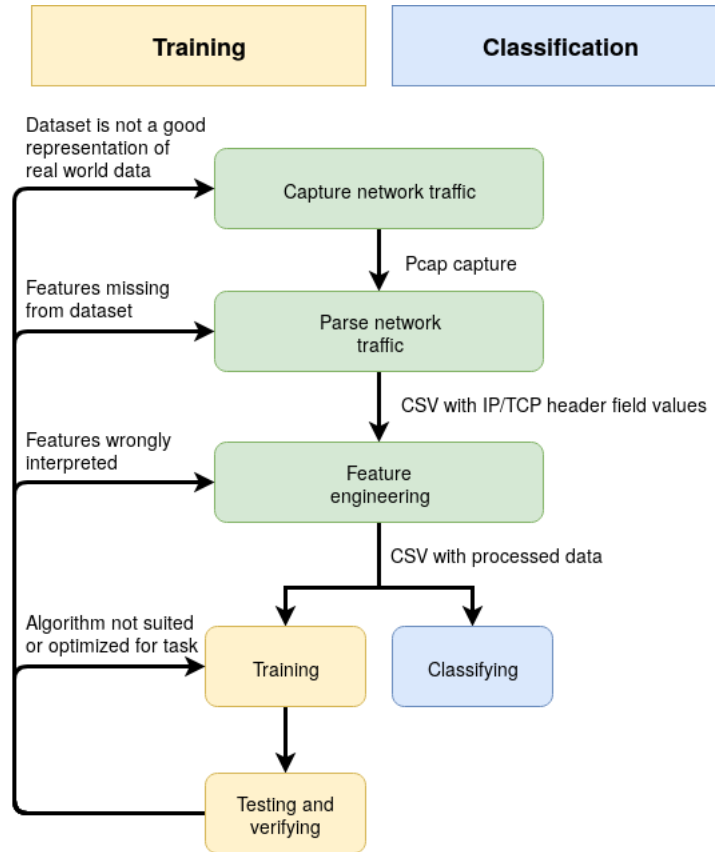 Training
Classification
Dataset is not a good
representation of
real world data
Capture network traffic
Pcap capture
Features missing
from dataset
Parse network
traffic
CSV with IP/TCP header field values
Features wrongly
interpreted
Feature
engineering
CSV with processed data
Algorithm not suited
or optimized for task
Training
Classifying
Testing and
verifying